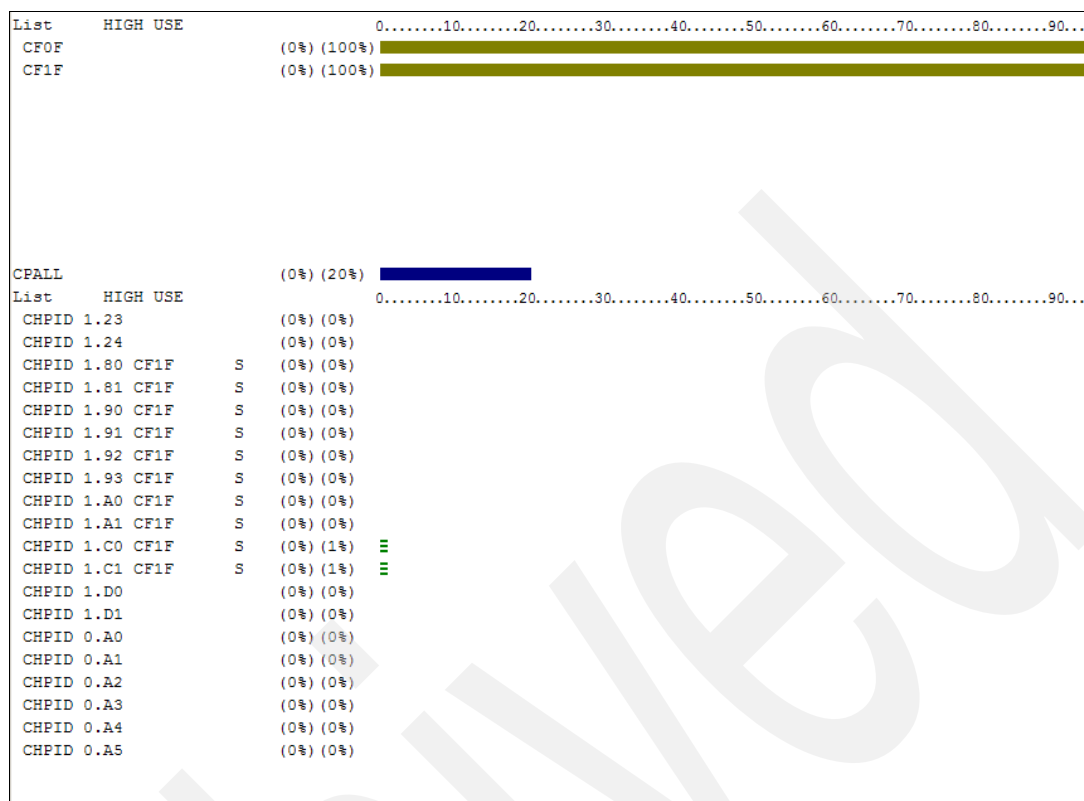 List HIGH USE 0........10........20........30........40........50........60........70........80........90...
CF0F (0%)(100%)
CF1F (0%)(100%)
CPALL (0%)(20%)
List HIGH USE 0........10........20........30........40........50........60........70........80........90...
CHPID 1.23 (0%)(0%)
CHPID 1.24 (0%)(0%)
CHPID 1.80 CF1F S (0%)(0%)
CHPID 1.81 CF1F S (0%)(0%)
CHPID 1.90 CF1F S (0%)(0%)
CHPID 1.91 CF1F S (0%)(0%)
CHPID 1.92 CF1F S (0%)(0%)
CHPID 1.93 CF1F S (0%)(0%)
CHPID 1.A0 CF1F S (0%)(0%)
CHPID 1.A1 CF1F S (0%)(0%)
CHPID 1.C0 CF1F S (0%)(1%)
CHPID 1.C1 CF1F S (0%)(1%)
CHPID 1.D0 (0%)(0%)
CHPID 1.D1 (0%)(0%)
CHPID 0.A0 (0%)(0%)
CHPID 0.A1 (0%)(0%)
CHPID 0.A2 (0%)(0%)
CHPID 0.A3 (0%)(0%)
CHPID 0.A4 (0%)(0%)
CHPID 0.A5 (0%)(0%)